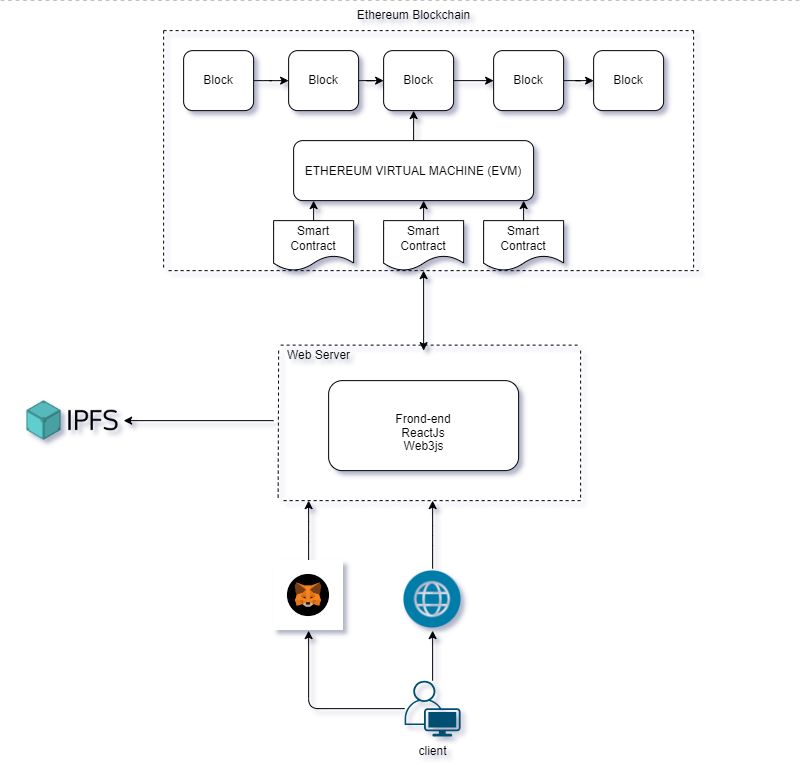 Ethereum Blockchain
Block
Block
Block
Block
Block
ETHEREUM VIRTUAL MACHINE (EVM)
Smart
Contract
Smart
Contract
Smart
Contract
Web Server
Frond-end
ReactJs
Web3js
IPFS
client